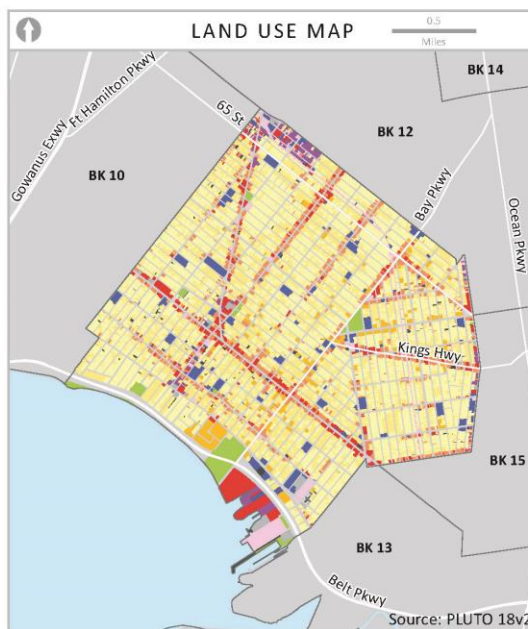 LAND USE MAP
0.5
Miles
BK 14
Ft Hamilton Pkwy
65 St
BK 12
Gowanus Exwy
BK 10
Bay Pkwy
Ocean Pkwy
Kings Hwy
BK 15
BK 13
Belt Pkwy
Source: PLUTO 18v2